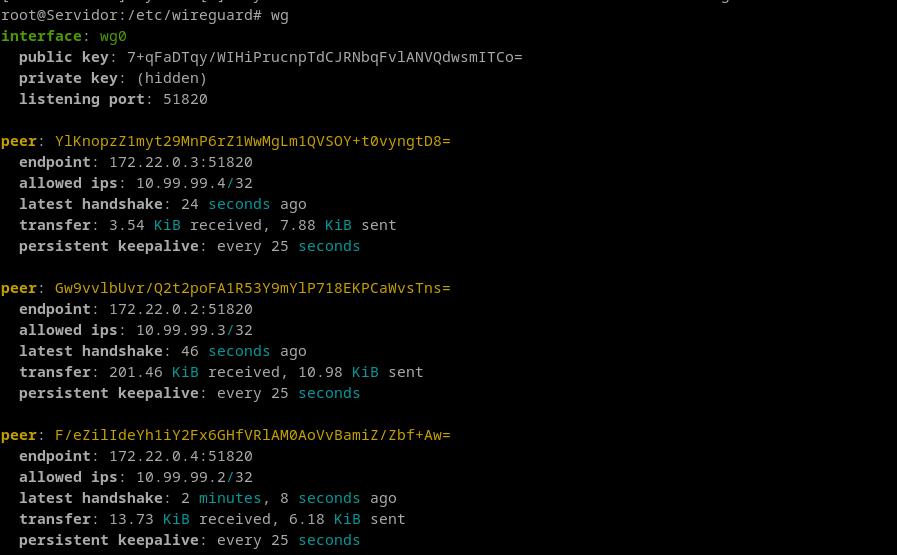 root@Servidor:/etc/wireguard# wg
interface: wg0
  public key: 7+qFaDTqy/WIHiPrucnpTdCJRNbqFvlANVQdwsmITCo=
  private key: (hidden)
  listening port: 51820

peer: YlKnopzZ1myt29MnP6rZ1WwMgLm1QVSOY+t0vyngtD8=
  endpoint: 172.22.0.3:51820
  allowed ips: 10.99.99.4/32
  latest handshake: 24 seconds ago
  transfer: 3.54 KiB received, 7.88 KiB sent
  persistent keepalive: every 25 seconds

peer: Gw9vvlbUvr/Q2t2poFA1R53Y9mYlP718EKPCaWvsTns=
  endpoint: 172.22.0.2:51820
  allowed ips: 10.99.99.3/32
  latest handshake: 46 seconds ago
  transfer: 201.46 KiB received, 10.98 KiB sent
  persistent keepalive: every 25 seconds

peer: F/eZilIdeYh1iY2Fx6GHfVRlAM0AoVvBamiZ/Zbf+Aw=
  endpoint: 172.22.0.4:51820
  allowed ips: 10.99.99.2/32
  latest handshake: 2 minutes, 8 seconds ago
  transfer: 13.73 KiB received, 6.18 KiB sent
  persistent keepalive: every 25 seconds